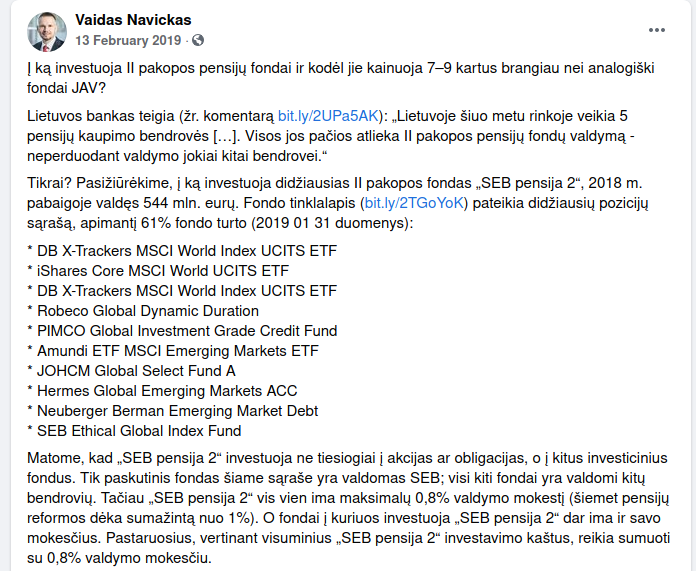 Vaidas Navickas
13 February 2019 ·
Į ką investuoja II pakopos pensijų fondai ir kodėl jie kainuoja 7–9 kartus brangiau nei analogiški
fondai JAV?
Lietuvos bankas teigia (žr. komentarą bit.ly/2UPa5AK): „Lietuvoje šiuo metu rinkoje veikia 5
pensijų kaupimo bendrovės […]. Visos jos pačios atlieka II pakopos pensijų fondų valdymą -
neperduodant valdymo jokiai kitai bendrovei.“
Tikrai? Pasižiūrėkime, į ką investuoja didžiausias II pakopos fondas „SEB pensija 2“, 2018 m.
pabaigoje valdęs 544 mln. eurų. Fondo tinklalapis (bit.ly/2TGoYoK) pateikia didžiausių pozicijų
sąrašą, apimantį 61% fondo turto (2019 01 31 duomenys):
* DB X-Trackers MSCI World Index UCITS ETF
* iShares Core MSCI World UCITS ETF
* DB X-Trackers MSCI World Index UCITS ETF
* Robeco Global Dynamic Duration
* PIMCO Global Investment Grade Credit Fund
* Amundi ETF MSCI Emerging Markets ETF
* JOHCM Global Select Fund A
* Hermes Global Emerging Markets ACC
* Neuberger Berman Emerging Market Debt
* SEB Ethical Global Index Fund
Matome, kad „SEB pensija 2“ investuoja ne tiesiogiai į akcijas ar obligacijas, o į kitus investicinius
fondus. Tik paskutinis fondas šiame sąraše yra valdomas SEB; visi kiti fondai yra valdomi kitų
bendrovių. Tačiau „SEB pensija 2“ vis vien ima maksimalų 0,8% valdymo mokestį (šiemet pensijų
reformos dėka sumažintą nuo 1%). O fondai į kuriuos investuoja „SEB pensija 2“ dar ima ir savo
mokesčius. Pastaruosius, vertinant visuminius „SEB pensija 2“ investavimo kaštus, reikia sumuoti
su 0,8% valdymo mokesčiu.